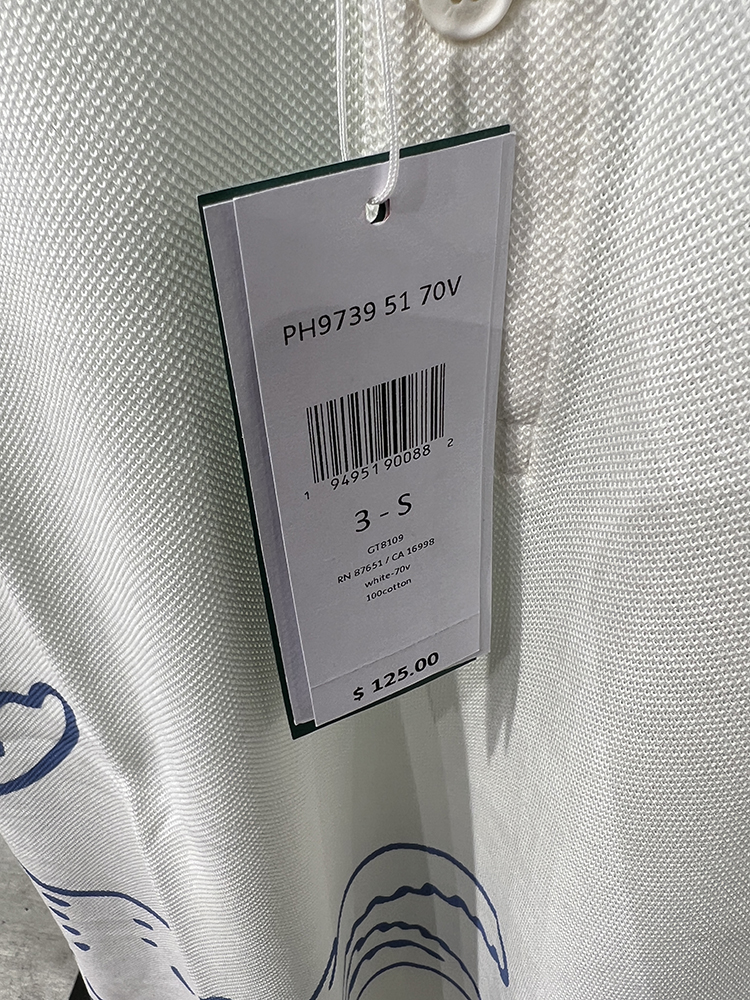 PH9739 51 70V
1 94951 90088 2
3 - S
GT8109
RN 87651 / CA 16998
white-70v
100cotton
$ 125.00